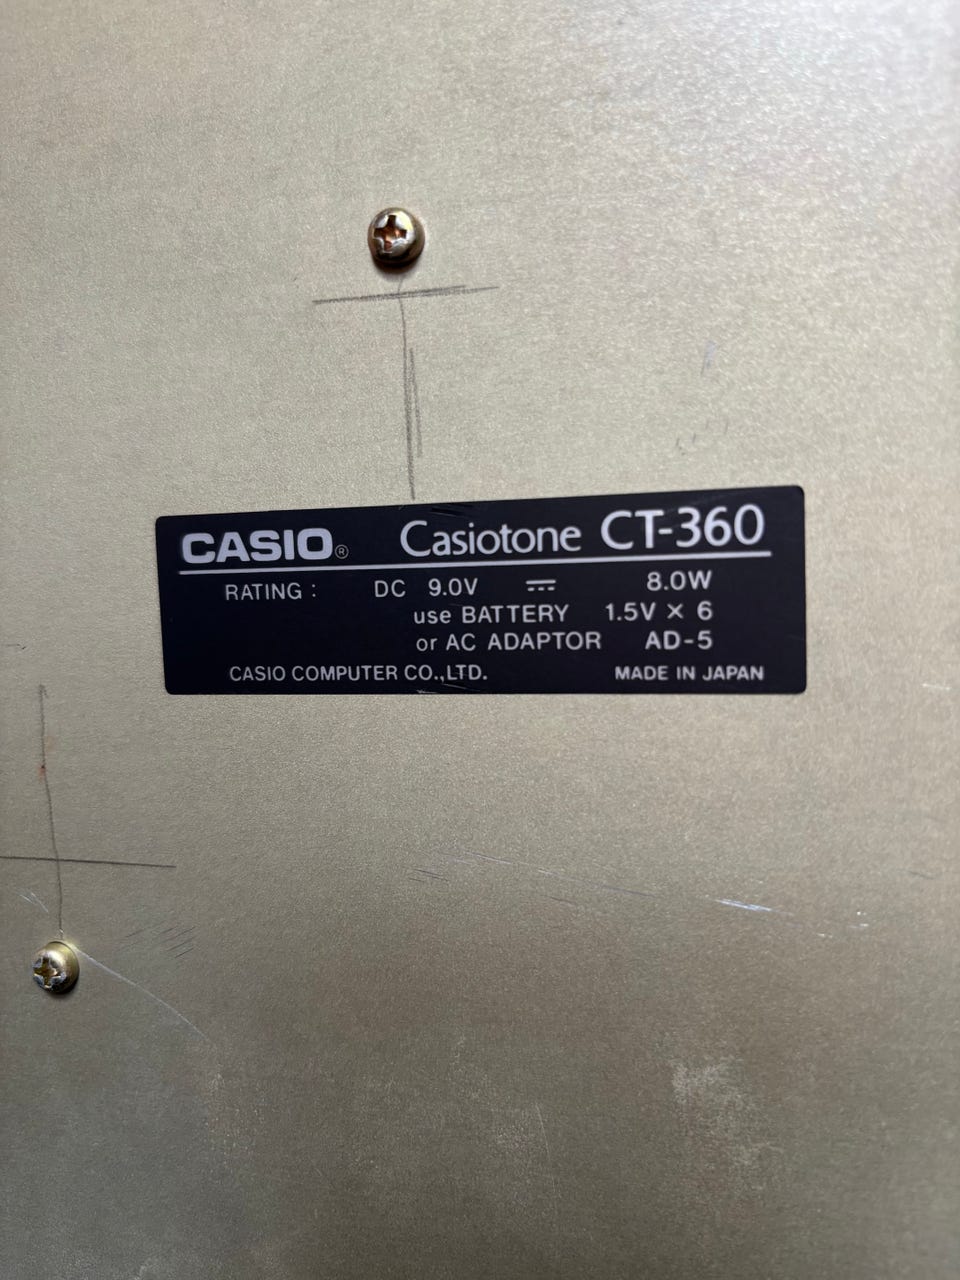 CASIO® Casiotone CT-360
RATING : DC 9.0V ⎓ 8.0W
use BATTERY 1.5V × 6
or AC ADAPTOR AD-5
CASIO COMPUTER CO.,LTD. MADE IN JAPAN